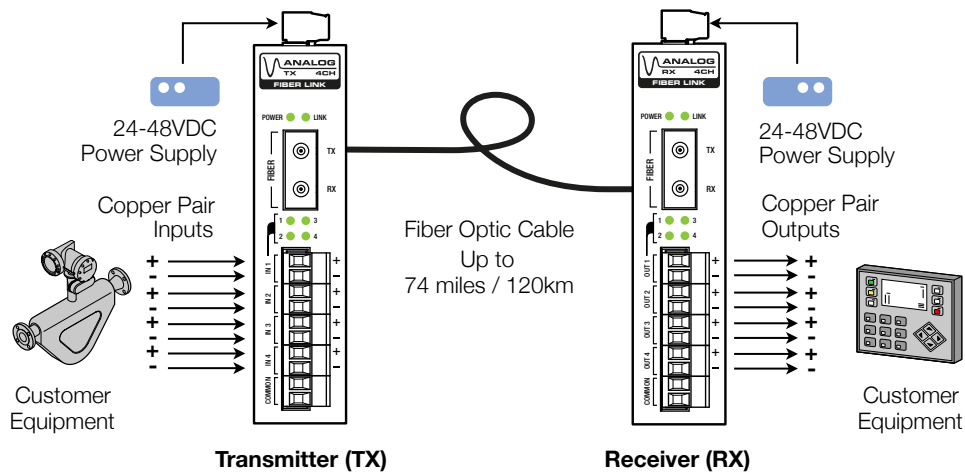 ANALOG
TX 4CH
FIBER LINK
POWER LINK
TX
FIBER
RX
1 3
2 4
IN 1 + -
IN 2 + -
IN 3 + -
IN 4 + -
COMMON
24-48VDC
Power Supply
Copper Pair
Inputs
+
-
+
-
+
-
+
-
Customer
Equipment
Transmitter (TX)
Fiber Optic Cable
Up to
74 miles / 120km
ANALOG
RX 4CH
FIBER LINK
POWER LINK
TX
FIBER
RX
1 3
2 4
OUT 1 + -
OUT 2 + -
OUT 3 + -
OUT 4 + -
COMMON
24-48VDC
Power Supply
Copper Pair
Outputs
+
-
+
-
+
-
+
-
Customer
Equipment
Receiver (RX)